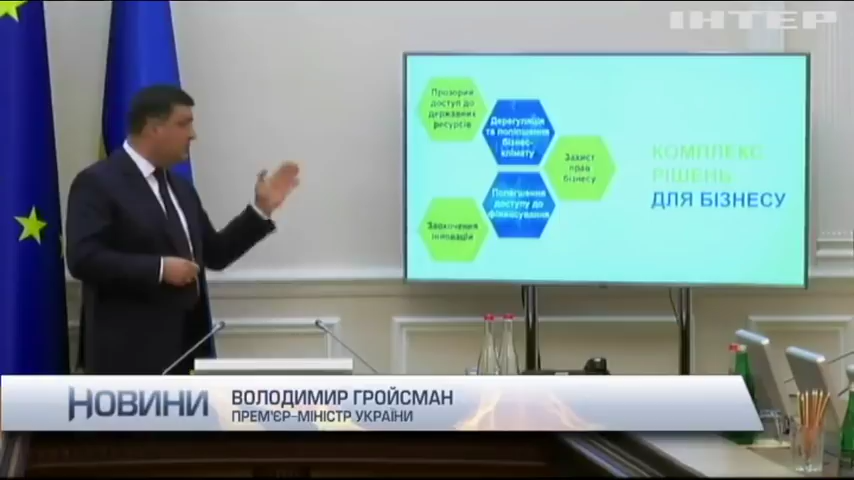 ІНТЕР
Прозорий
доступ до
державних
ресурсів
Дерегуляція
та поліпшення
бізнес-
клімату
Захист
прав
бізнесу
Поліпшення
доступу до
фінансування
Заохочення
інновацій
КОМПЛЕКС
РІШЕНЬ
ДЛЯ БІЗНЕСУ
НОВИНИ
ВОЛОДИМИР ГРОЙСМАН
ПРЕМ'ЄР-МІНІСТР УКРАЇНИ